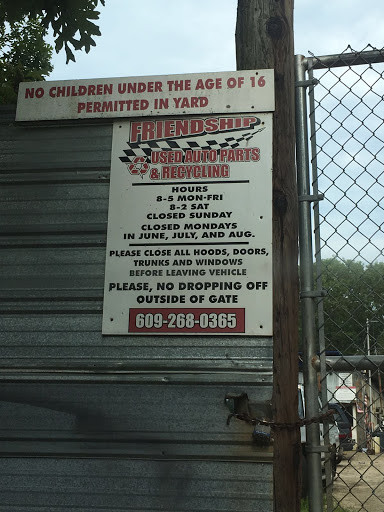 NO CHILDREN UNDER THE AGE OF 16
PERMITTED IN YARD
FRIENDSHIP
USED AUTO PARTS
& RECYCLING
HOURS
8-5 MON-FRI
8-2 SAT
CLOSED SUNDAY
CLOSED MONDAYS
IN JUNE, JULY, AND AUG.
PLEASE CLOSE ALL HOODS, DOORS,
TRUNKS AND WINDOWS
BEFORE LEAVING VEHICLE
PLEASE, NO DROPPING OFF
OUTSIDE OF GATE
609-268-0365